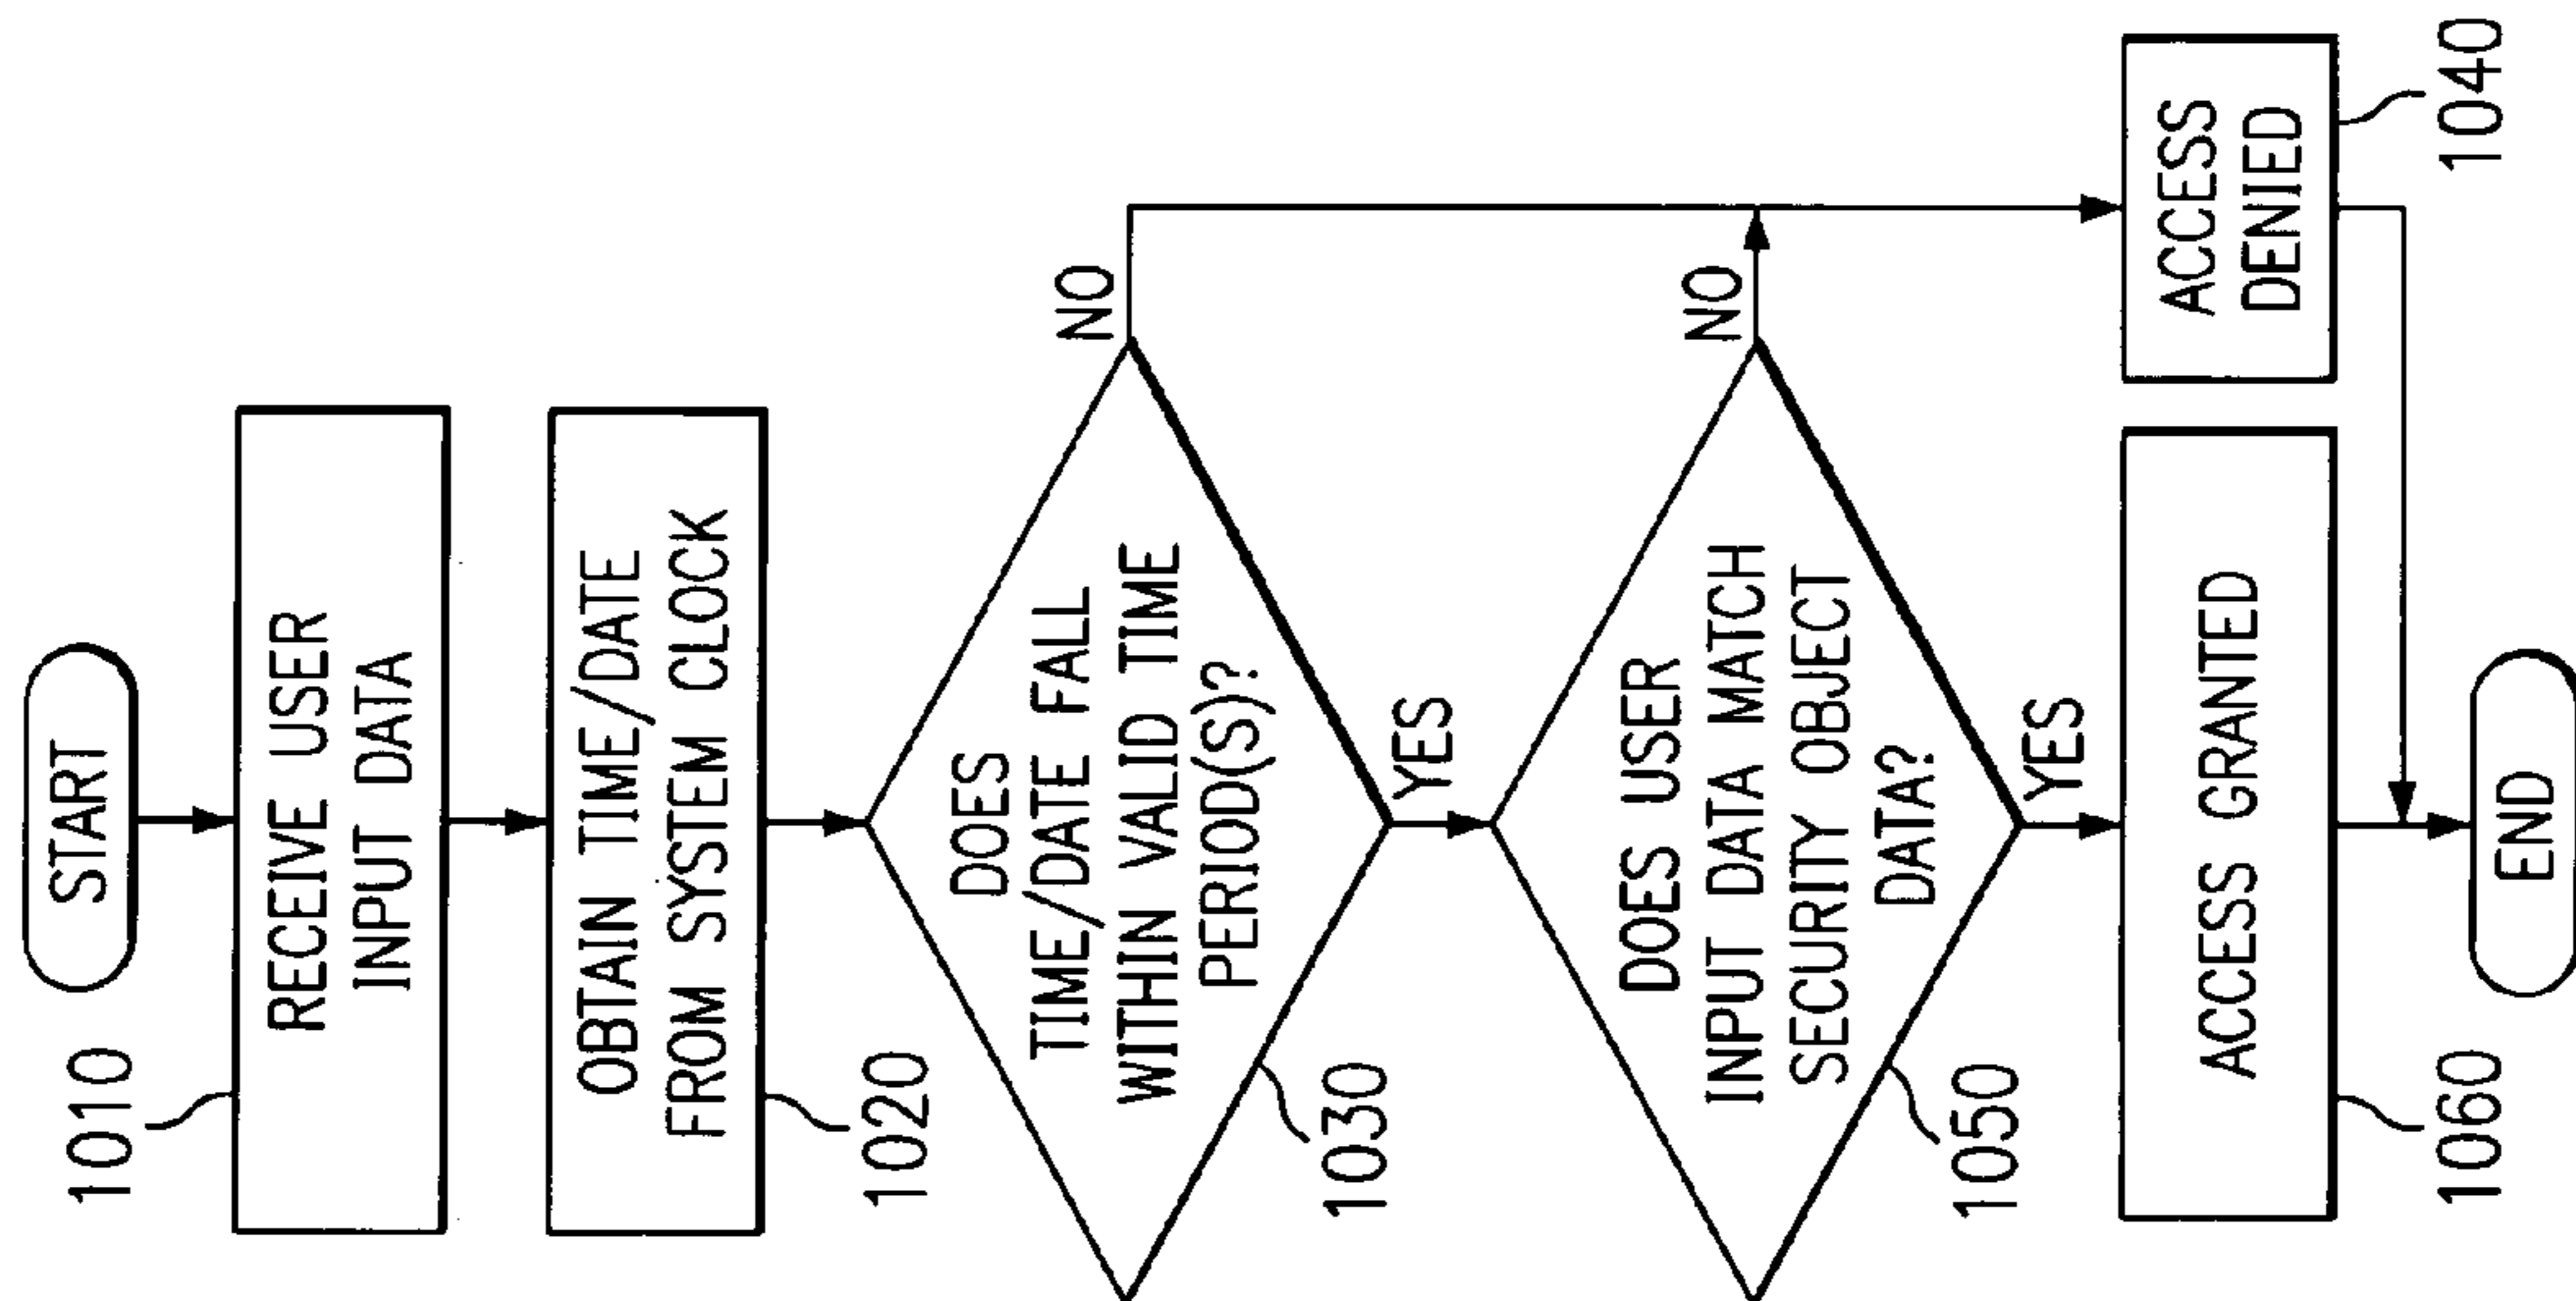 START
1010
RECEIVE USER
INPUT DATA
OBTAIN TIME/DATE
FROM SYSTEM CLOCK
1020
DOES
TIME/DATE FALL
WITHIN VALID TIME
PERIOD(S)?
NO
1030
YES
DOES USER
INPUT DATA MATCH
SECURITY OBJECT
DATA?
NO
1050
YES
ACCESS GRANTED
1060
ACCESS
DENIED
1040
END